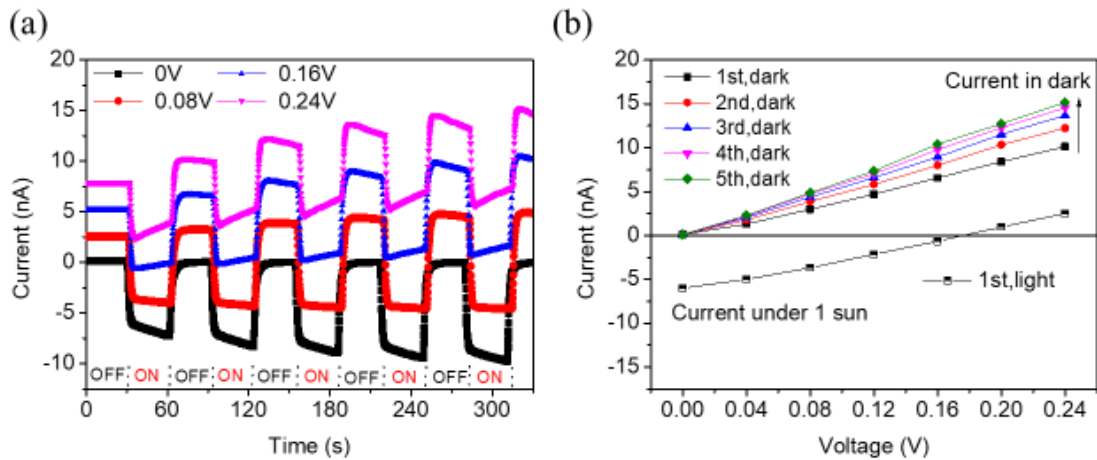 (a)
20
15
10
5
0
-5
-10
Current (nA)
0V
0.16V
0.08V
0.24V
OFF ON OFF ON OFF ON OFF ON OFF ON
0 60 120 180 240 300
Time (s)
(b)
20
15
10
5
0
-5
-10
-15
Current (nA)
1st,dark
2nd,dark
3rd,dark
4th,dark
5th,dark
Current in dark
1st,light
Current under 1 sun
0.00 0.04 0.08 0.12 0.16 0.20 0.24
Voltage (V)